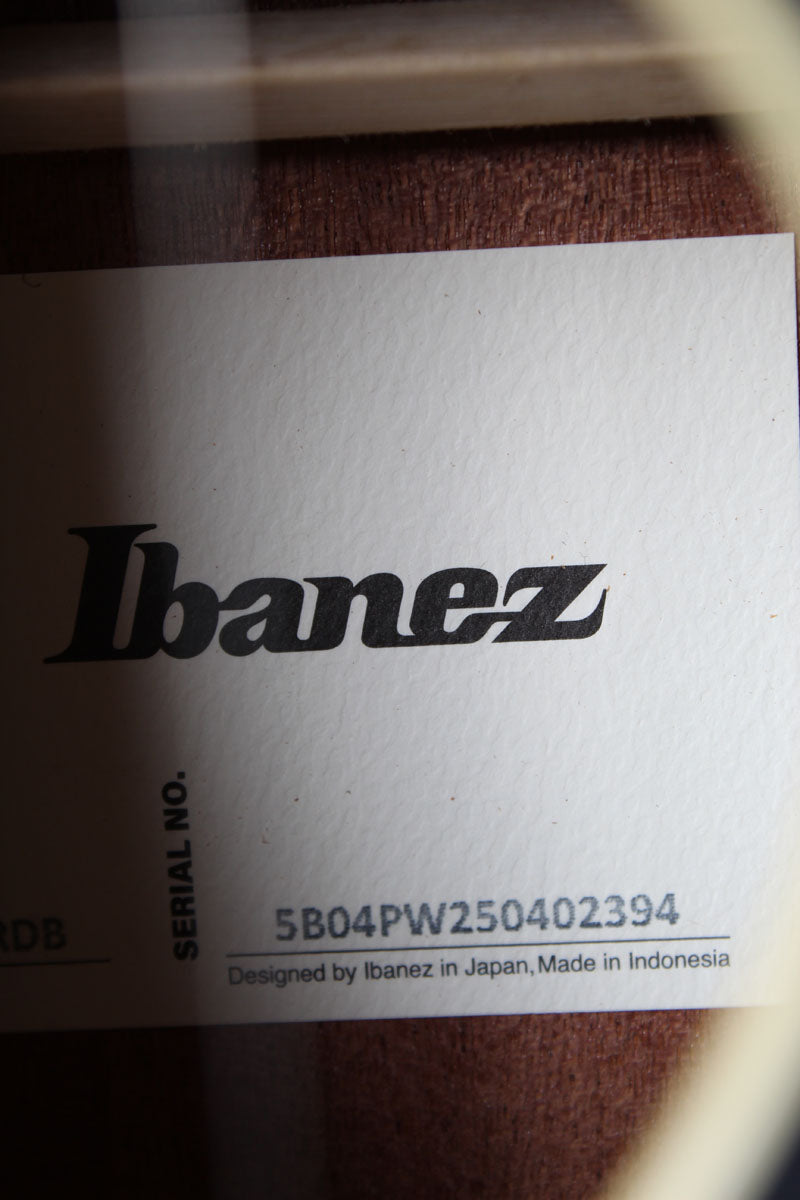 Ibanez
SERIAL NO.
RDB
5B04PW250402394
Designed by Ibanez in Japan, Made in Indonesia